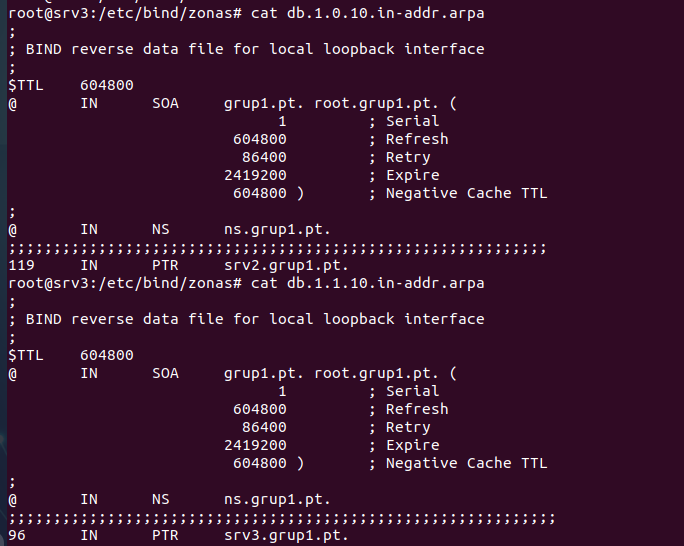 root@srv3:/etc/bind/zonas# cat db.1.0.10.in-addr.arpa
;
; BIND reverse data file for local loopback interface
;
$TTL    604800
@       IN      SOA     grup1.pt. root.grup1.pt. (
                              1         ; Serial
                         604800         ; Refresh
                          86400         ; Retry
                        2419200         ; Expire
                         604800 )       ; Negative Cache TTL
;
@       IN      NS      ns.grup1.pt.
;;;;;;;;;;;;;;;;;;;;;;;;;;;;;;;;;;;;;;;;;;;;;;;;;;;;;;;;;;;;
119     IN      PTR     srv2.grup1.pt.
root@srv3:/etc/bind/zonas# cat db.1.1.10.in-addr.arpa
;
; BIND reverse data file for local loopback interface
;
$TTL    604800
@       IN      SOA     grup1.pt. root.grup1.pt. (
                              1         ; Serial
                         604800         ; Refresh
                          86400         ; Retry
                        2419200         ; Expire
                         604800 )       ; Negative Cache TTL
;
@       IN      NS      ns.grup1.pt.
;;;;;;;;;;;;;;;;;;;;;;;;;;;;;;;;;;;;;;;;;;;;;;;;;;;;;;;;;;;;;
96      IN      PTR     srv3.grup1.pt.